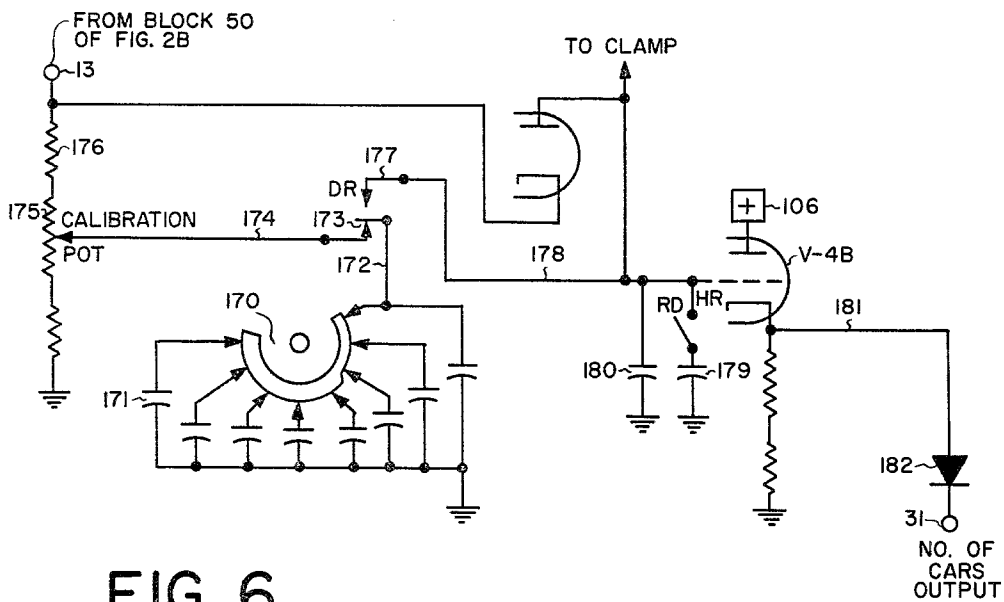 FROM BLOCK 50
OF FIG. 2B
13
TO CLAMP
176
177
DR
175
CALIBRATION
POT
174
173
172
178
+
106
V-4B
181
170
RD
HR
171
180
179
182
31
NO. OF
CARS
OUTPUT
FIG. 6